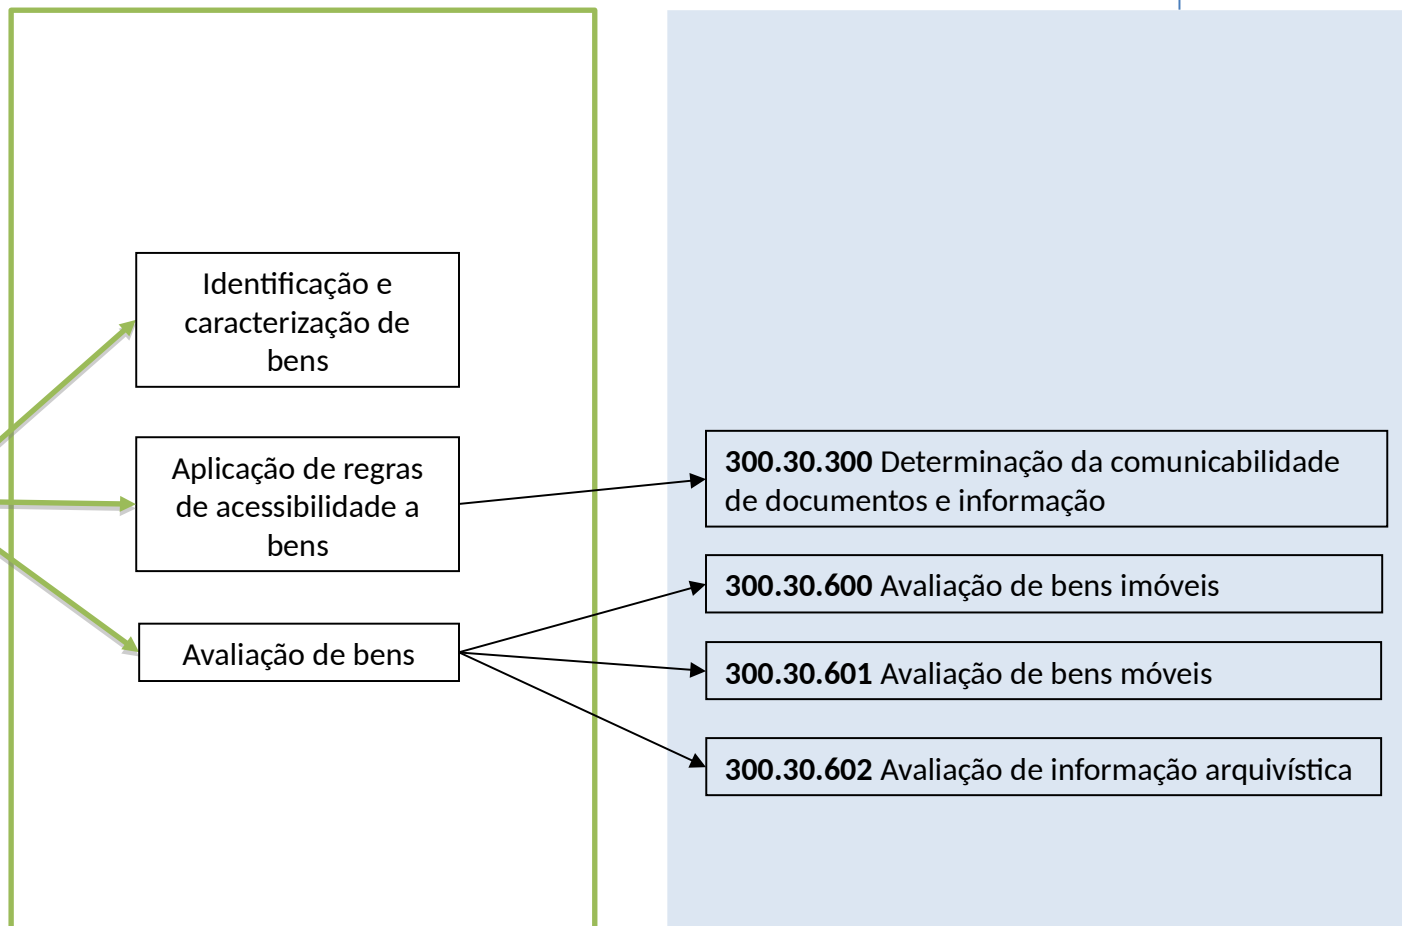 Identificação e
caracterização de
bens
Aplicação de regras
de acessibilidade a
bens
Avaliação de bens
300.30.300 Determinação da comunicabilidade
de documentos e informação
300.30.600 Avaliação de bens imóveis
300.30.601 Avaliação de bens móveis
300.30.602 Avaliação de informação arquivística